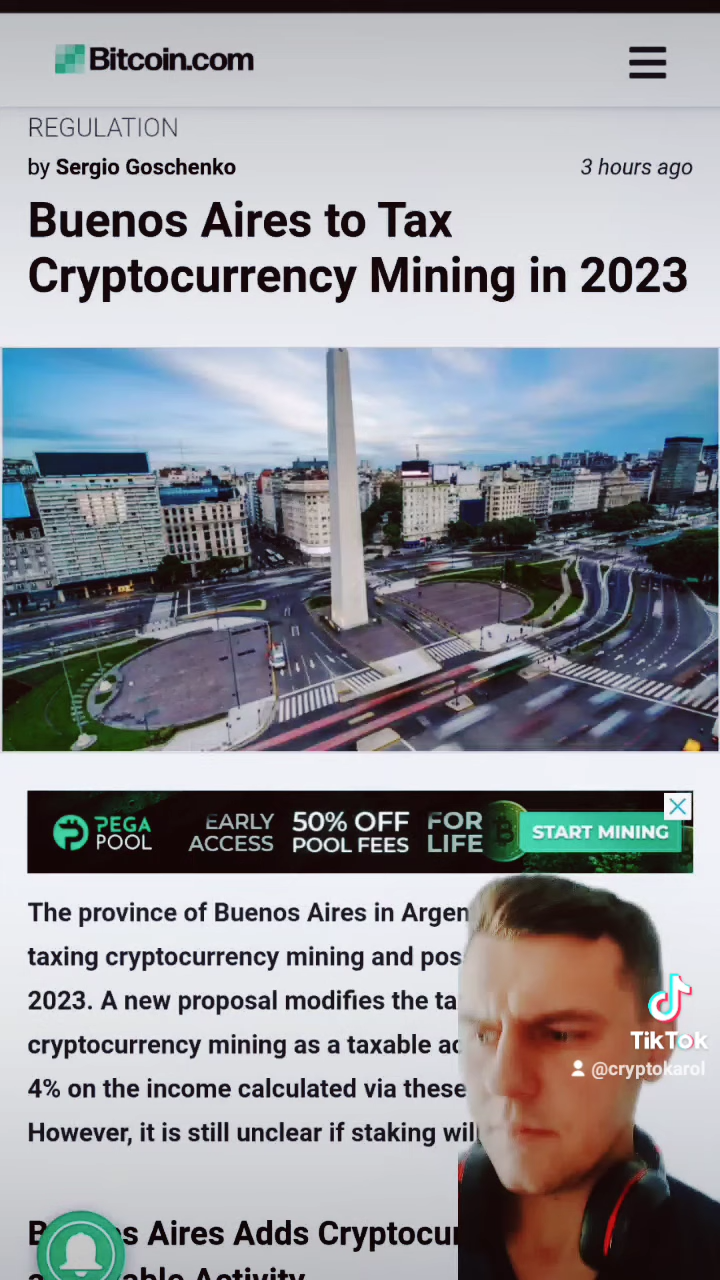 Bitcoin.com
REGULATION
by Sergio Goschenko 3 hours ago
Buenos Aires to Tax
Cryptocurrency Mining in 2023
PEGA POOL EARLY ACCESS 50% OFF POOL FEES FOR LIFE START MINING
The province of Buenos Aires in Argen
taxing cryptocurrency mining and pos
2023. A new proposal modifies the ta
cryptocurrency mining as a taxable ac
4% on the income calculated via these
However, it is still unclear if staking wil
TikTok
@cryptokarol
s Aires Adds Cryptocur
able Activity